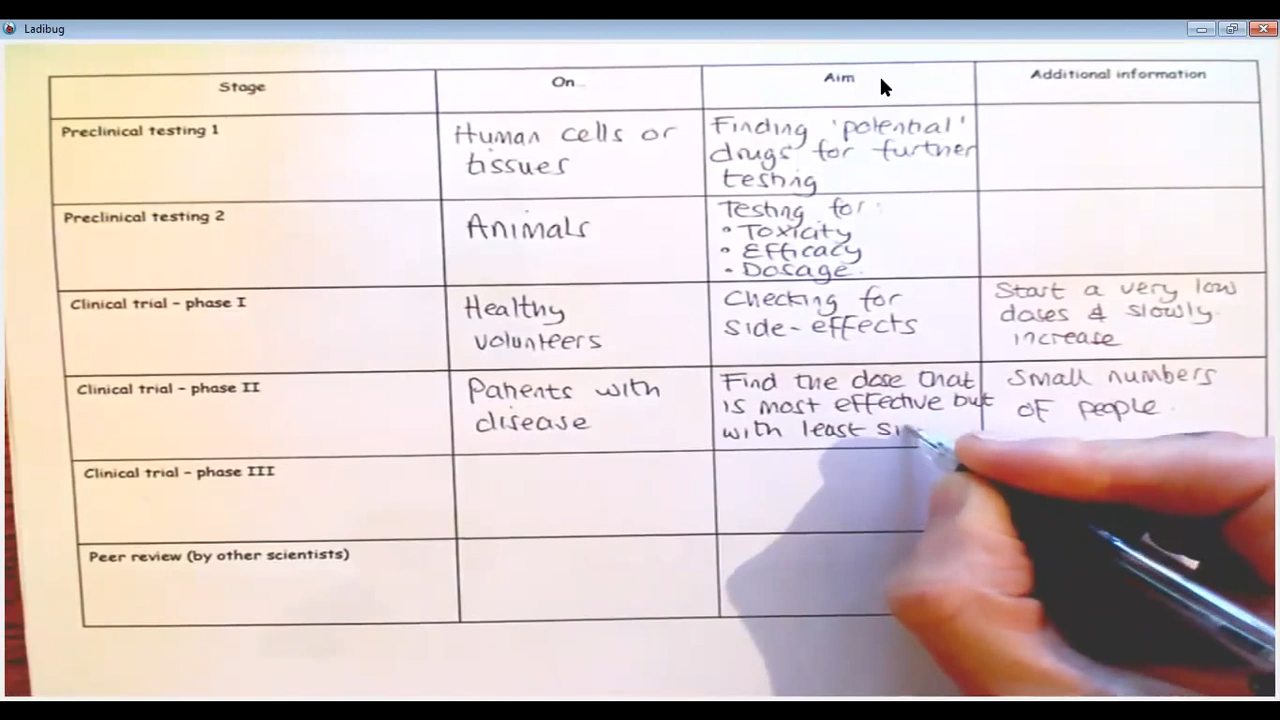 Ladibug
Stage
On
Aim
Additional information
Preclinical testing 1
Human cells or
tissues
Finding 'potential'
drugs for further
testing
Preclinical testing 2
Animals
Testing for:
• Toxicity
• Efficacy
• Dosage.
Clinical trial – phase I
Healthy
volunteers
Checking for
side-effects
Start a very low
doses & slowly
increase
Clinical trial – phase II
Patients with
disease
Find the dose that
is most effective but
with least si
Small numbers
of people.
Clinical trial – phase III
Peer review (by other scientists)